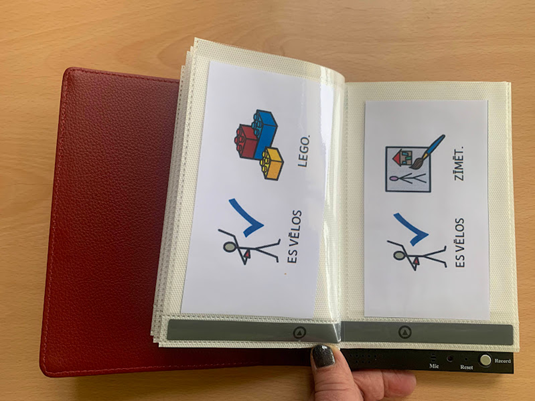 ES VĒLOS
LEGO.
ES VĒLOS
ZĪMĒT.
Mic
Reset
Record